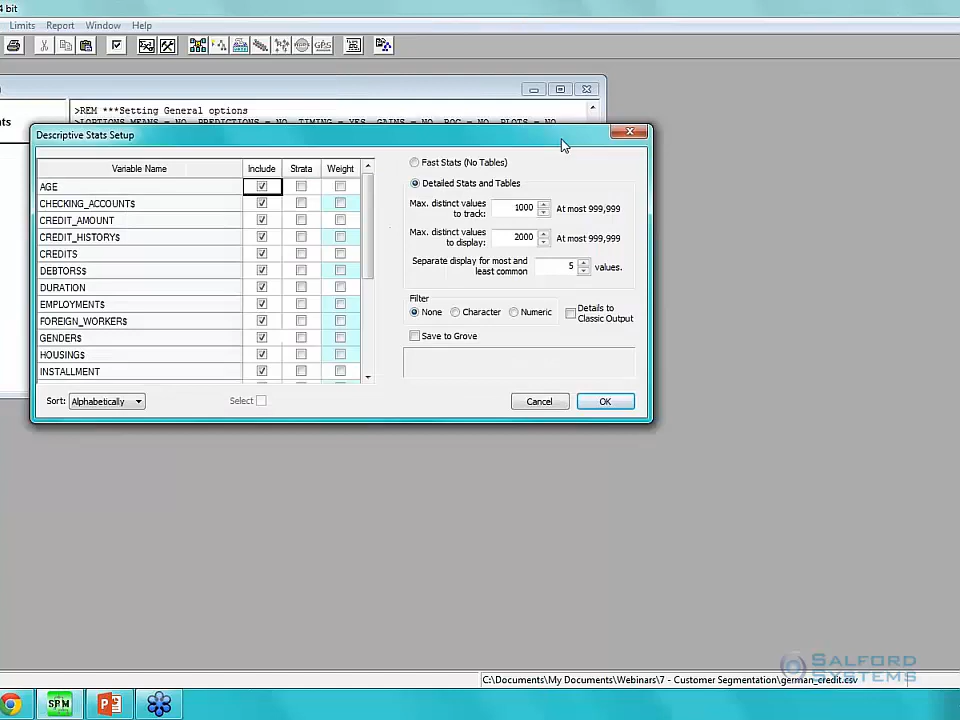 4 bit
Limits Report Window Help
>REM ***Setting General options
Descriptive Stats Setup
Variable Name Include Strata Weight
AGE
CHECKING_ACCOUNT$
CREDIT_AMOUNT
CREDIT_HISTORY$
CREDITS
DEBTORS$
DURATION
EMPLOYMENT$
FOREIGN_WORKER$
GENDER$
HOUSING$
INSTALLMENT
Sort: Alphabetically Select
Fast Stats (No Tables)
Detailed Stats and Tables
Max. distinct values
to track: 1000 At most 999,999
Max. distinct values
to display: 2000 At most 999,999
Separate display for most and
least common 5 values.
Filter
None Character Numeric
Details to
Classic Output
Save to Grove
Cancel OK
SALFORD
SYSTEMS
C:\Documents\My Documents\Webinars\7 - Customer Segmentation\german_credit.csv
SPM